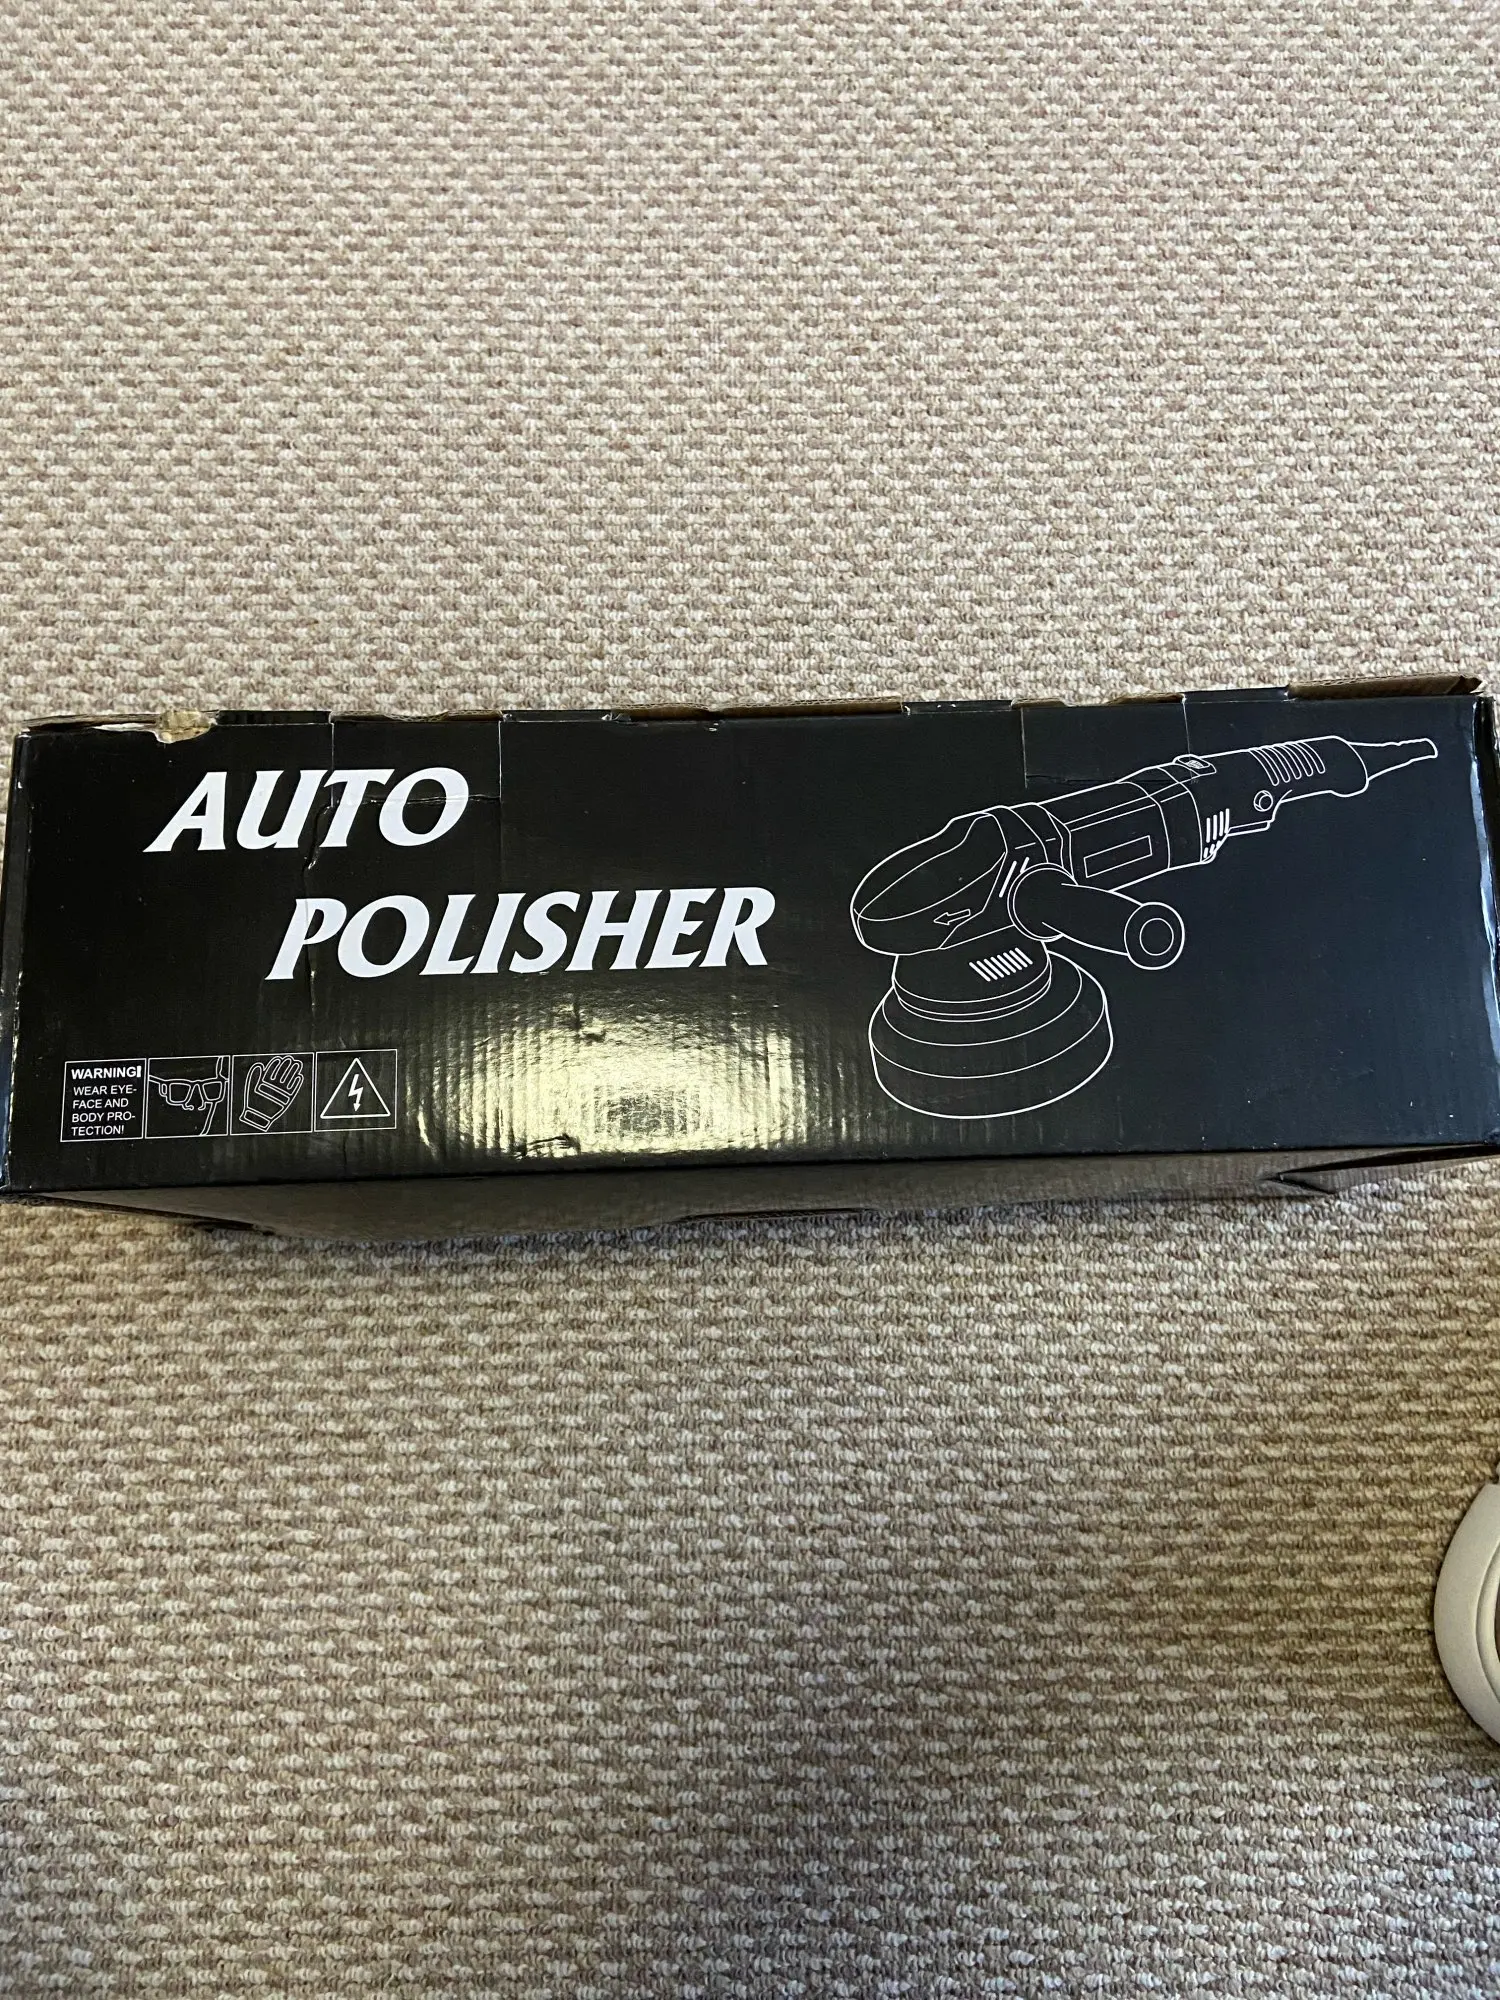 AUTO
POLISHER
WARNING!
WEAR EYE-
FACE AND
BODY PRO-
TECTION!